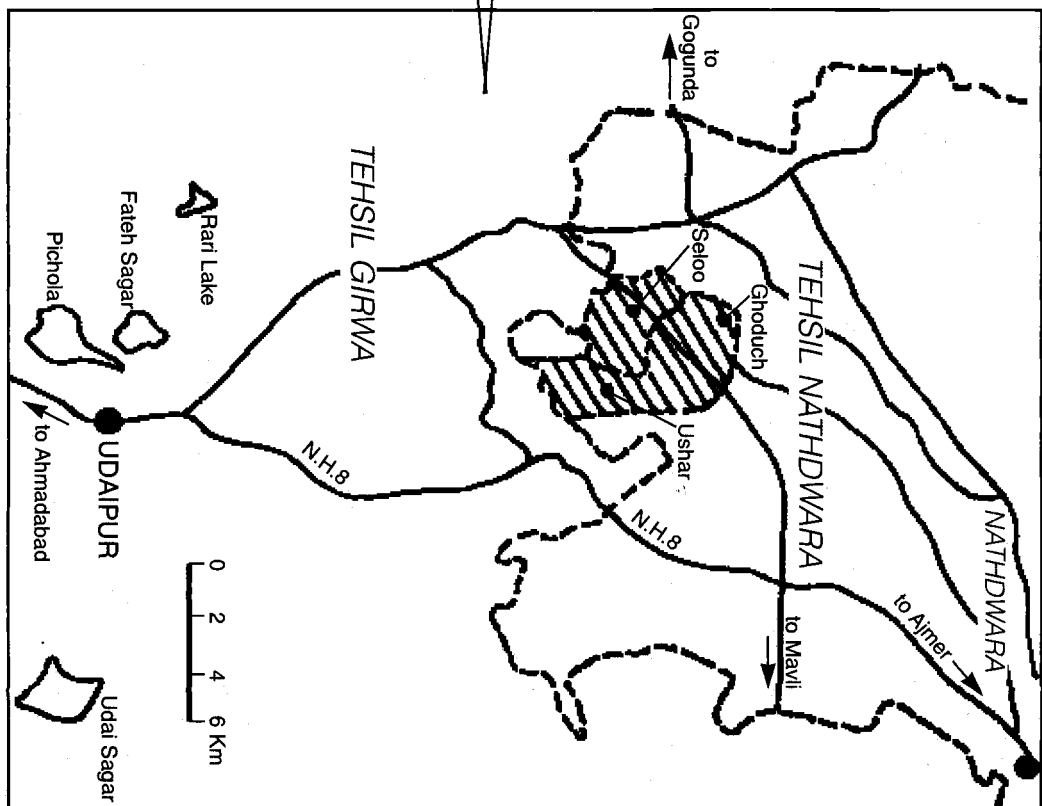 to
Gogunda
TEHSIL GIRWA
Rari Lake
Fateh Sagar
Pichola
Seloo
Ghoduch
TEHSIL NATHDWARA
Ushar
NATHDWARA
N.H.8
N.H.8
to Ajmer
to Mavli
UDAIPUR
to Ahmadabad
0
2
4
6 Km
Udai Sagar